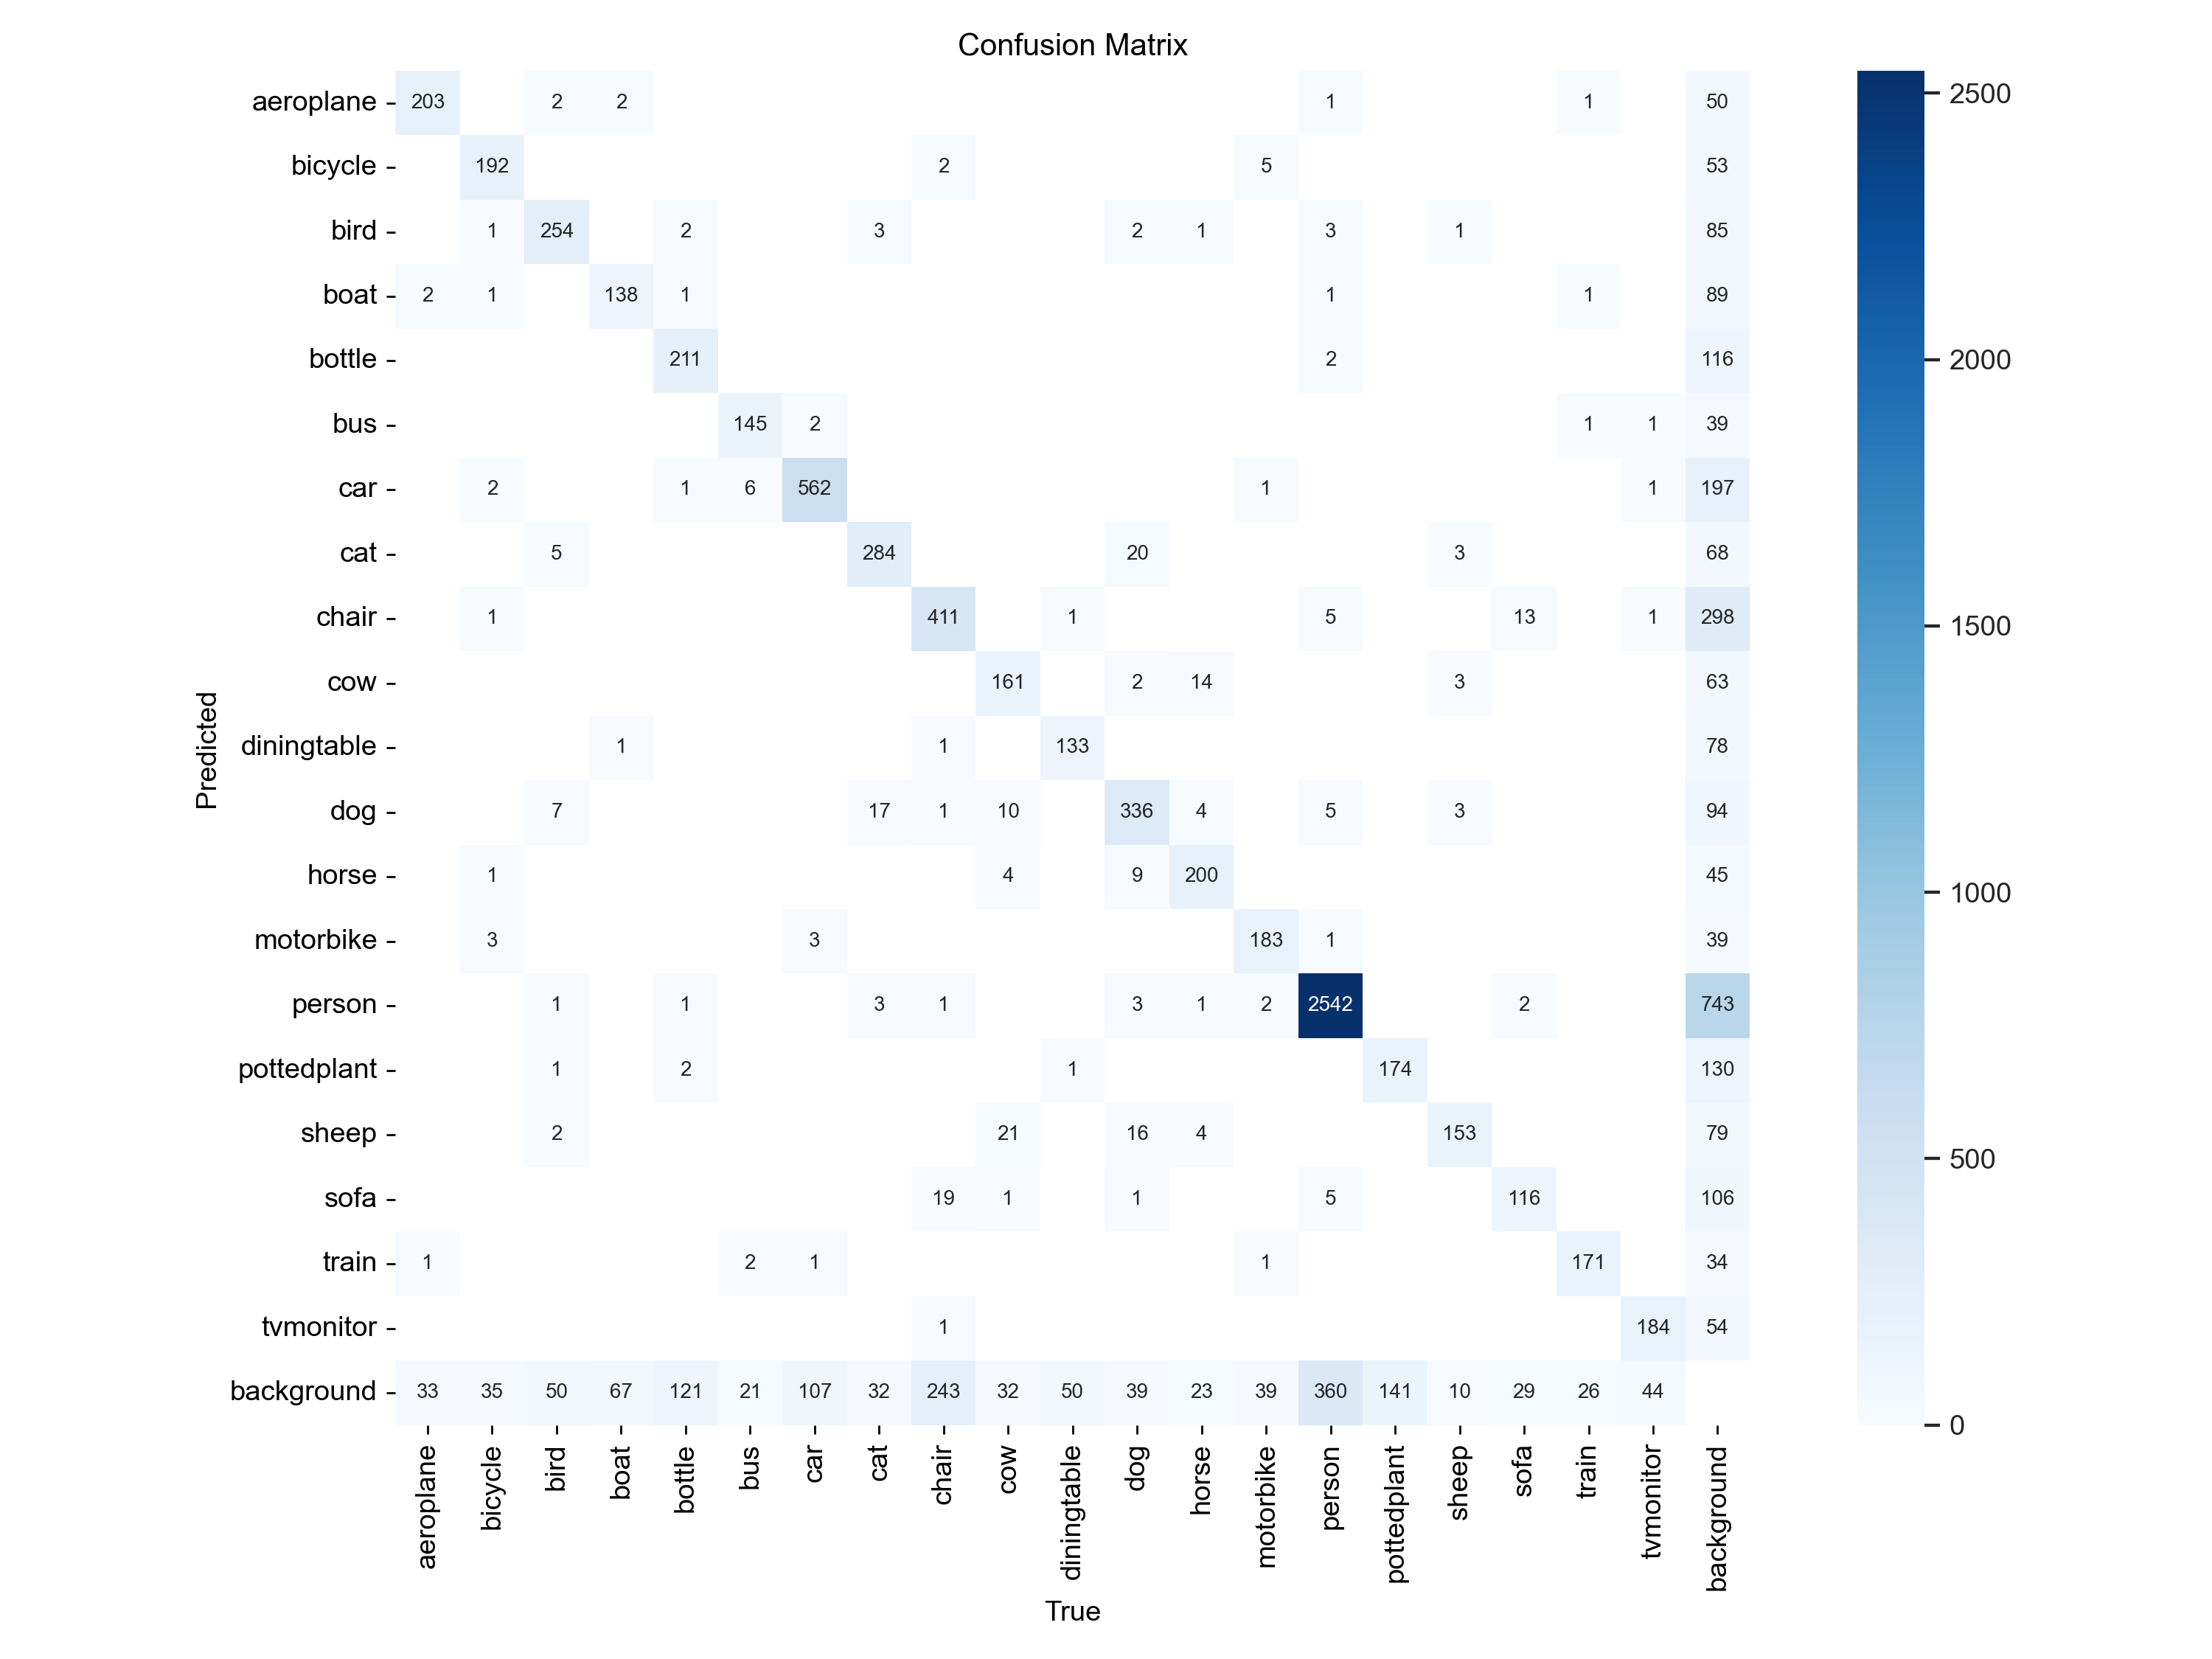 Confusion Matrix
Predicted
aeroplane 203 2 2 1 1 50
bicycle 192 2 5 53
bird 1 254 2 3 2 1 3 1 85
boat 2 1 138 1 1 1 89
bottle 211 2 116
bus 145 2 1 1 39
car 2 1 6 562 1 1 197
cat 5 284 20 3 68
chair 1 411 1 5 13 1 298
cow 161 2 14 3 63
diningtable 1 1 133 78
dog 7 17 1 10 336 4 5 3 94
horse 1 4 9 200 45
motorbike 3 3 183 1 39
person 1 1 3 1 3 1 2 2542 2 743
pottedplant 1 2 1 174 130
sheep 2 21 16 4 153 79
sofa 19 1 1 5 116 106
train 1 2 1 1 171 34
tvmonitor 1 184 54
background 33 35 50 67 121 21 107 32 243 32 50 39 23 39 360 141 10 29 26 44
aeroplane bicycle bird boat bottle bus car cat chair cow diningtable dog horse motorbike person pottedplant sheep sofa train tvmonitor background
True
2500
2000
1500
1000
500
0